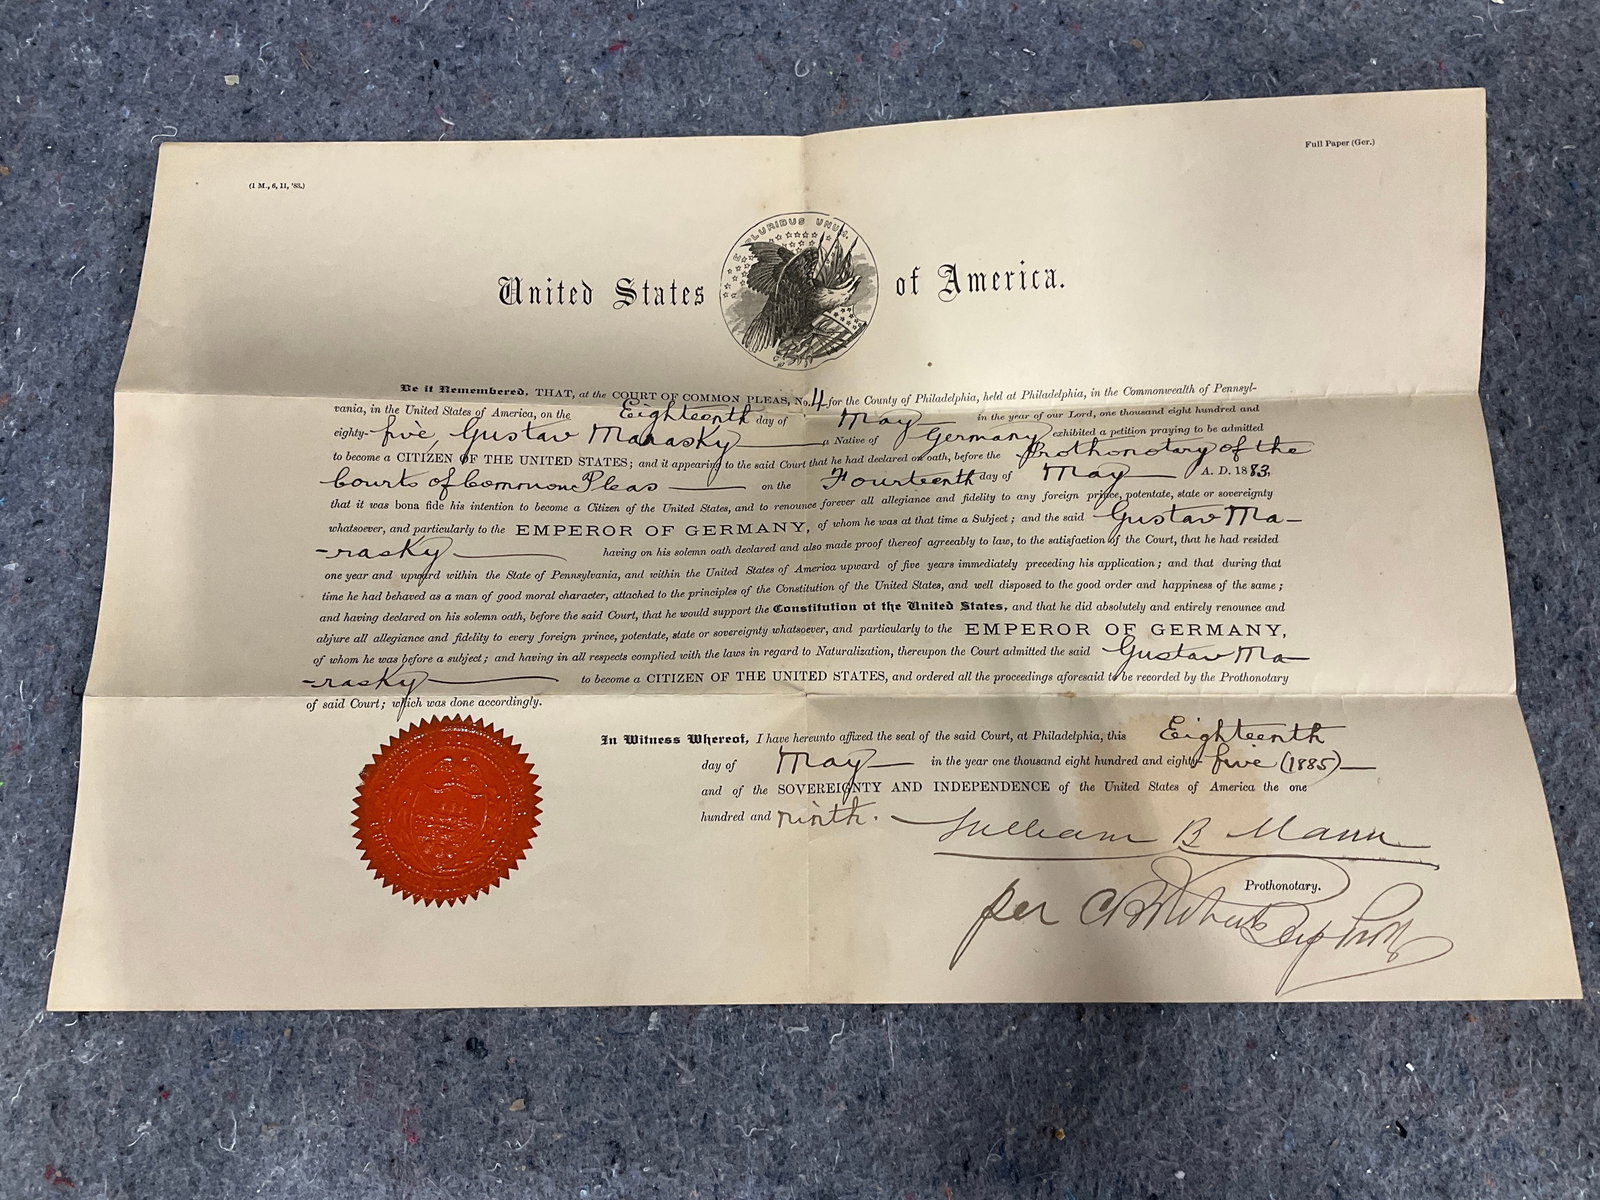 (1 M., 6, 11, '83.)
Full Paper (Ger.)
E PLURIBUS UNUM.
United States of America.
Be it Remembered, THAT, at the COURT OF COMMON PLEAS, No. 4 for the County of Philadelphia, held at Philadelphia, in the Commonwealth of Pennsyl-
vania, in the United States of America, on the Eighteenth day of May in the year of our Lord, one thousand eight hundred and
eighty-five, Gustav Marasky a Native of Germany exhibited a petition praying to be admitted
to become a CITIZEN OF THE UNITED STATES; and it appearing to the said Court that he had declared on oath, before the Prothonotary of the
Courts of Common Pleas on the Fourteenth day of May A. D. 1883,
that it was bona fide his intention to become a Citizen of the United States, and to renounce forever all allegiance and fidelity to any foreign prince, potentate, state or sovereignty
whatsoever, and particularly to the EMPEROR OF GERMANY, of whom he was at that time a Subject; and the said Gustav Ma-
-rasky having on his solemn oath declared and also made proof thereof agreeably to law, to the satisfaction of the Court, that he had resided
one year and upward within the State of Pennsylvania, and within the United States of America upward of five years immediately preceding his application; and that during that
time he had behaved as a man of good moral character, attached to the principles of the Constitution of the United States, and well disposed to the good order and happiness of the same;
and having declared on his solemn oath, before the said Court, that he would support the Constitution of the United States, and that he did absolutely and entirely renounce and
abjure all allegiance and fidelity to every foreign prince, potentate, state or sovereignty whatsoever, and particularly to the EMPEROR OF GERMANY,
of whom he was before a subject; and having in all respects complied with the laws in regard to Naturalization, thereupon the Court admitted the said Gustav Ma-
-rasky to become a CITIZEN OF THE UNITED STATES, and ordered all the proceedings aforesaid to be recorded by the Prothonotary
of said Court; which was done accordingly.
In Witness Whereof, I have hereunto affixed the seal of the said Court, at Philadelphia, this Eighteenth
day of May in the year one thousand eight hundred and eighty-five (1885)
and of the SOVEREIGNTY AND INDEPENDENCE of the United States of America the one
hundred and ninth.
William B Mann
Prothonotary.
per